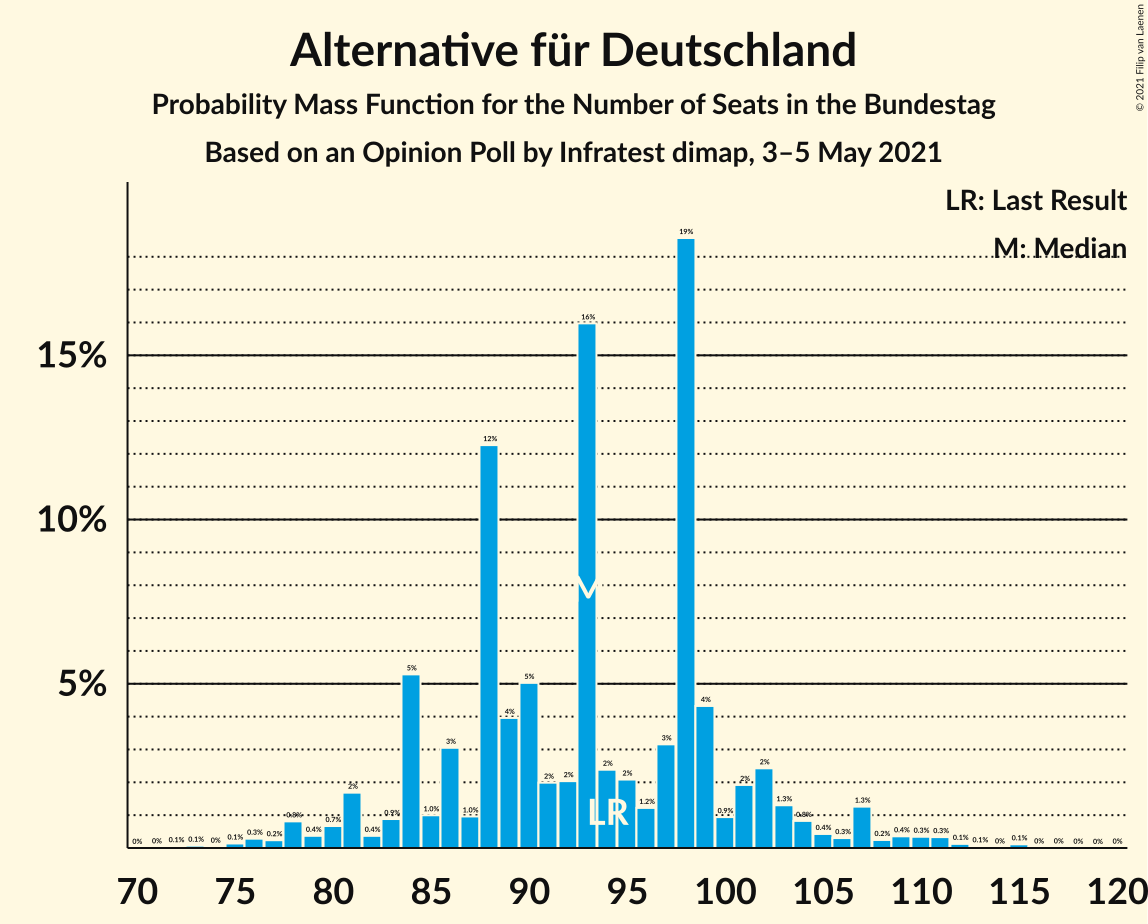 Alternative für Deutschland
Probability Mass Function for the Number of Seats in the Bundestag
Based on an Opinion Poll by Infratest dimap, 3–5 May 2021
© 2021 Filip van Laenen
LR: Last Result
M: Median
15%
10%
5%
0% 0% 0.1% 0.1% 0% 0.1% 0.3% 0.2% 0.8% 0.4% 0.7% 2% 0.4% 0.9% 5% 1.0% 3% 1.0% 12% 4% 5% 2% 2% 16% 2% 2% 1.2% 3% 19% 4% 0.9% 2% 2% 1.3% 0.8% 0.4% 0.3% 1.3% 0.2% 0.4% 0.3% 0.3% 0.1% 0.1% 0% 0.1% 0% 0% 0% 0% 0%
M
LR
70 75 80 85 90 95 100 105 110 115 120